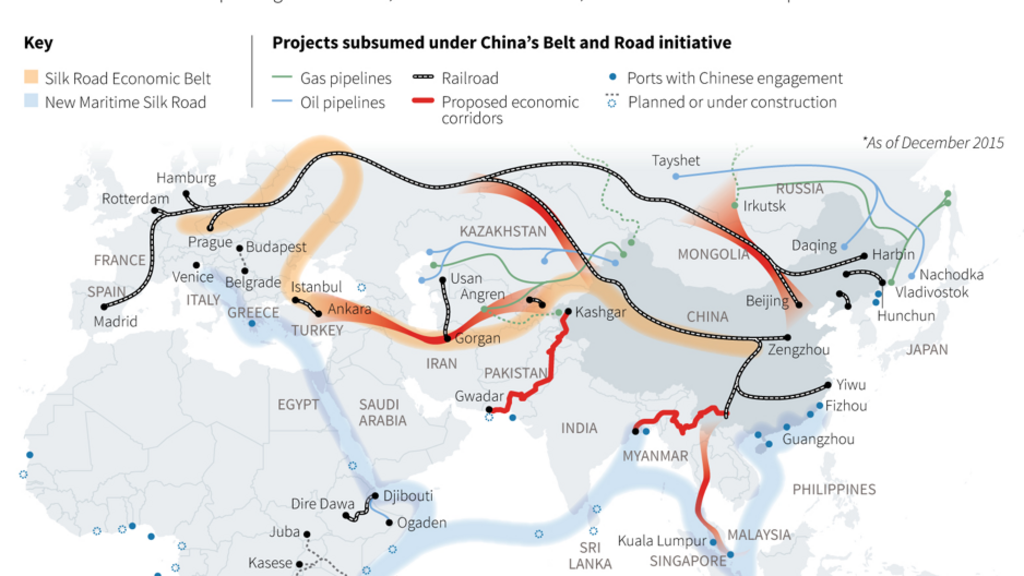 Key
Projects subsumed under China's Belt and Road initiative
Silk Road Economic Belt
New Maritime Silk Road
Gas pipelines
Oil pipelines
Railroad
Proposed economic
corridors
Ports with Chinese engagement
Planned or under construction
*As of December 2015
Tayshet
Hamburg
Rotterdam
RUSSIA
Irkutsk
KAZAKHSTAN
Prague
Budapest
MONGOLIA
Daqing
Harbin
FRANCE
Venice
Belgrade
Usan
Nachodka
SPAIN
ITALY
Istanbul
Angren
Beijing
Vladivostok
Madrid
GREECE
Ankara
Kashgar
CHINA
Hunchun
TURKEY
Gorgan
Zengzhou
JAPAN
IRAN
PAKISTAN
Yiwu
Gwadar
EGYPT
SAUDI
ARABIA
Fizhou
INDIA
Guangzhou
MYANMAR
PHILIPPINES
Djibouti
Dire Dawa
Ogaden
Juba
SRI
LANKA
Kuala Lumpur
MALAYSIA
SINGAPORE
Kasese